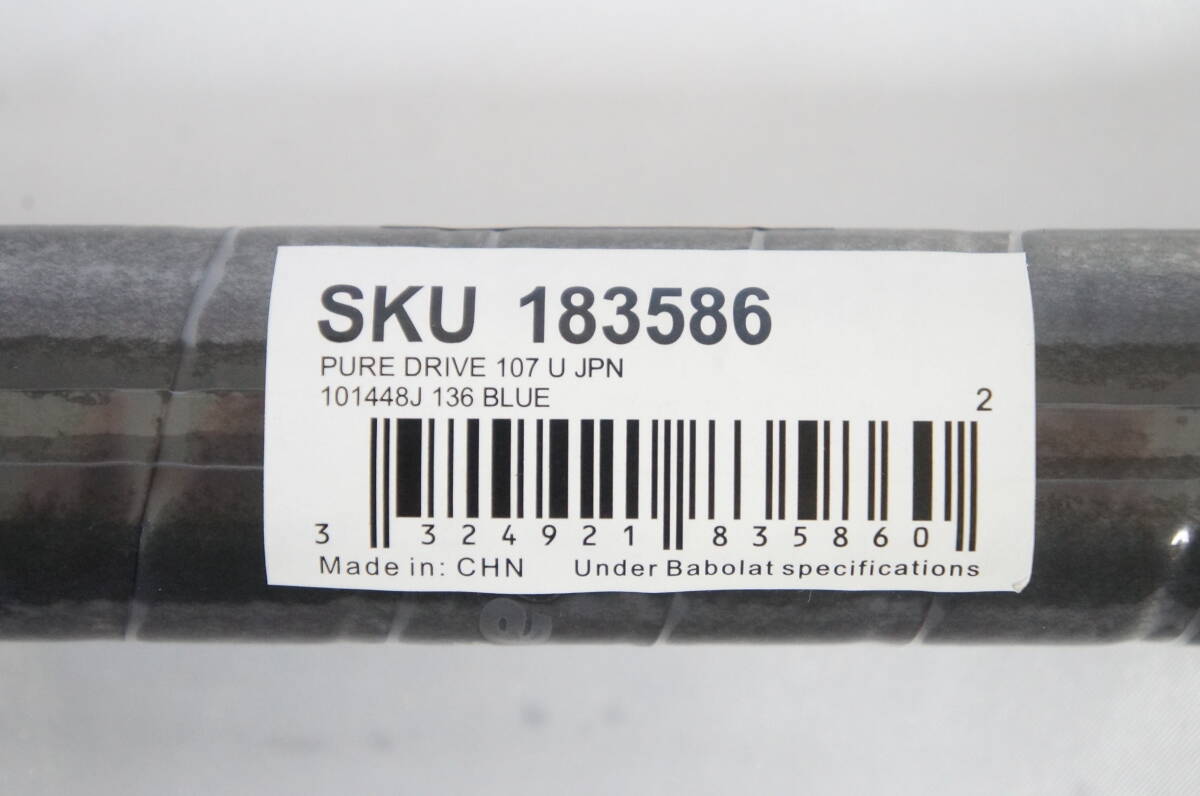 SKU 183586
PURE DRIVE 107 U JPN
101448J 136 BLUE
2
3 324921 835860
Made in: CHN Under Babolat specifications